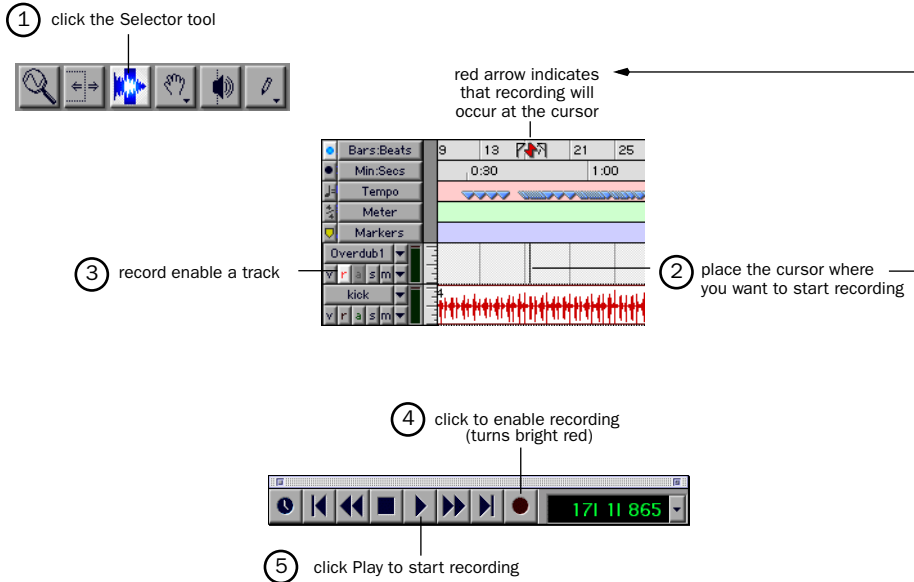 1 click the Selector tool
red arrow indicates
that recording will
occur at the cursor
Bars:Beats 9 13 21 25
Min:Secs 0:30 1:00
Tempo
Meter
Markers
Overdub1
v r a s m
3 record enable a track
2 place the cursor where
you want to start recording
kick
v r a s m
4 click to enable recording
(turns bright red)
17| 1| 865
5 click Play to start recording